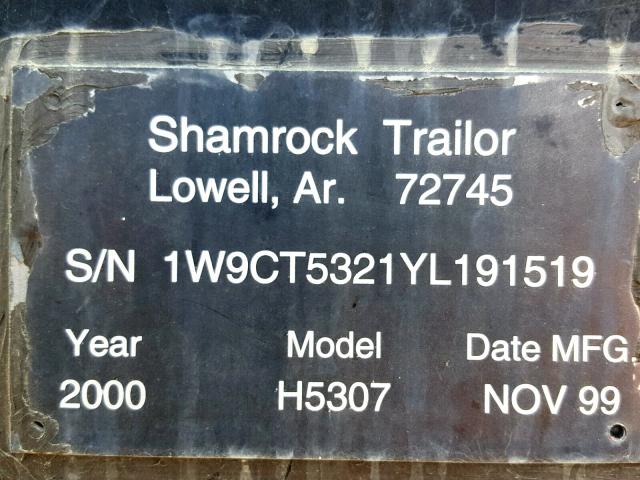 Shamrock Trailor
Lowell, Ar. 72745
S/N 1W9CT5321YL191519
Year Model Date MFG.
2000 H5307 NOV 99